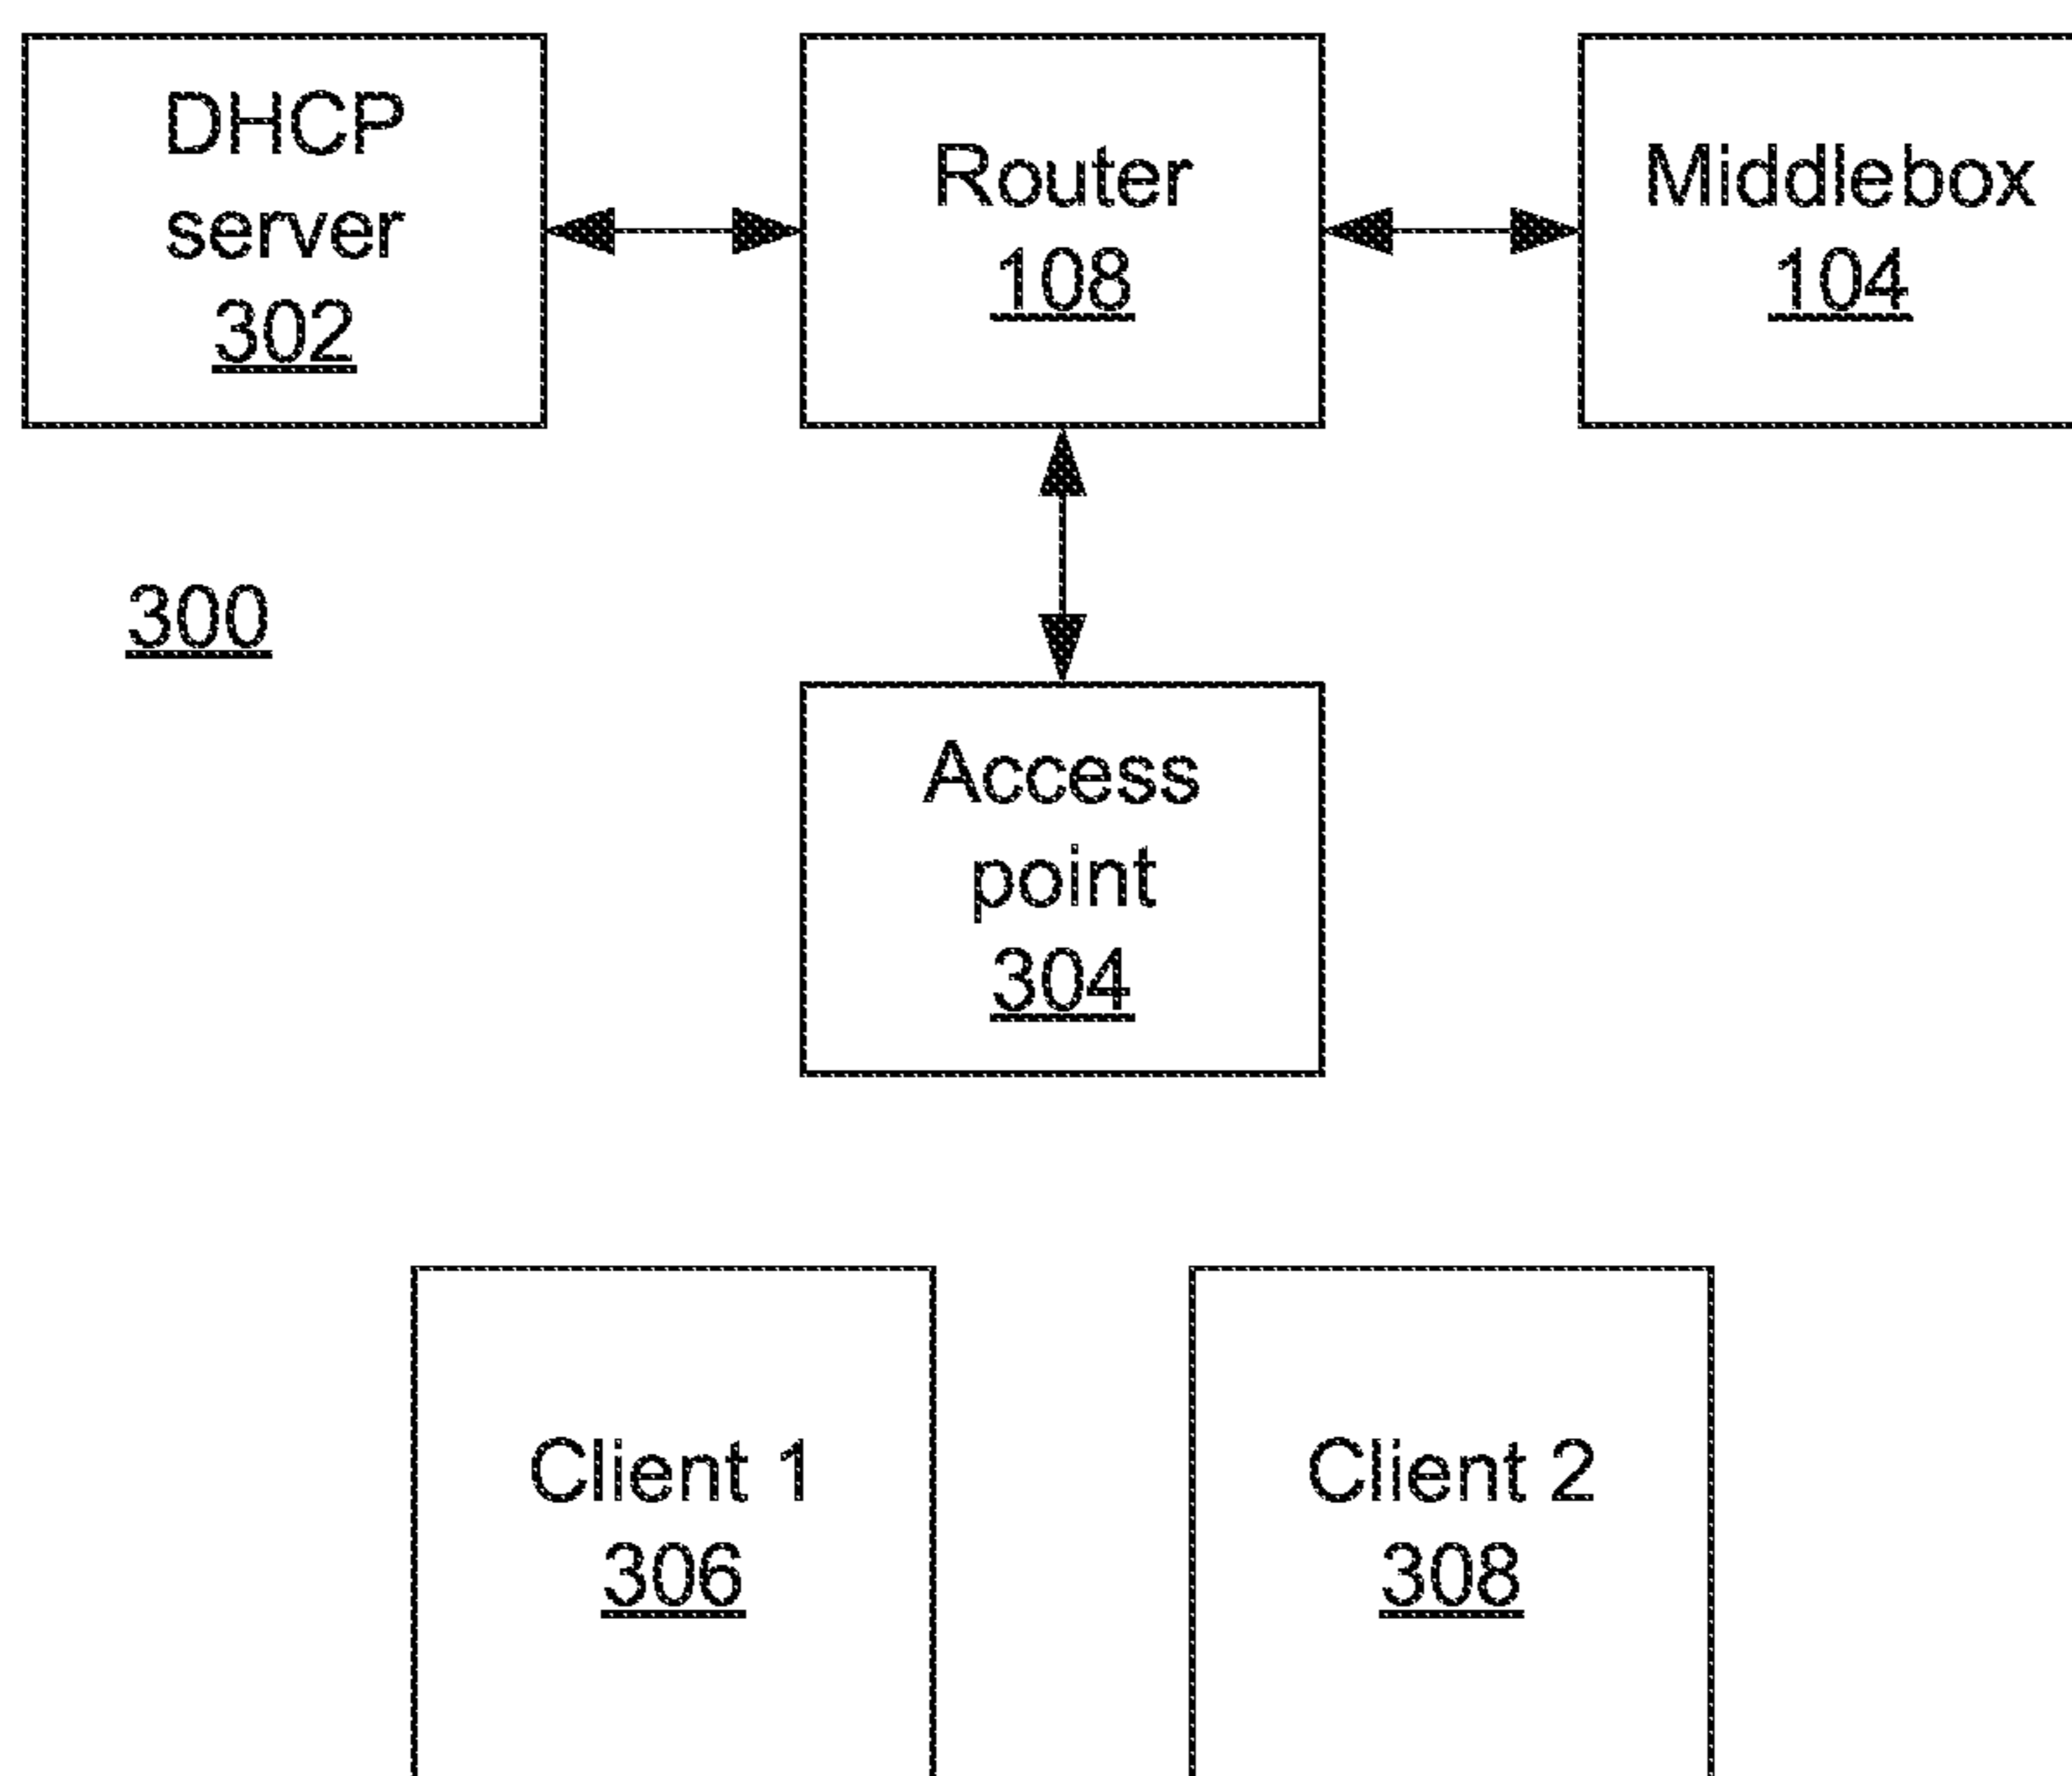 DHCP
server
302
Router
108
Middlebox
104
300
Access
point
304
Client 1
306
Client 2
308